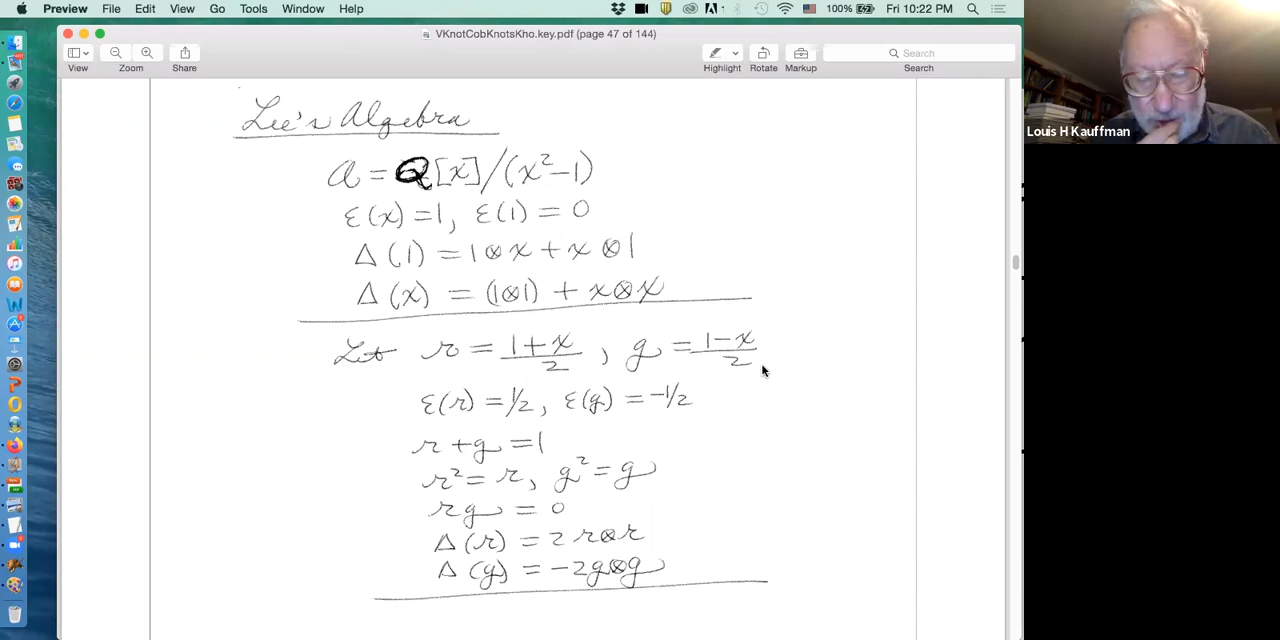 Preview File Edit View Go Tools Window Help 100% Fri 10:22 PM
VKnotCobKnotsKho.key.pdf (page 47 of 144)
Search
View Zoom Share Highlight Rotate Markup Search
Lee's Algebra
𝒜 = Q[x]/(x²-1)
ε(x) = 1, ε(1) = 0
Δ(1) = 1⊗x + x⊗1
Δ(x) = (1⊗1) + x⊗x
Let r = (1+x)/2, g = (1-x)/2
ε(r) = 1/2, ε(g) = -1/2
r + g = 1
r² = r, g² = g
rg = 0
Δ(r) = 2 r⊗r
Δ(g) = -2g⊗g
Louis H Kauffman